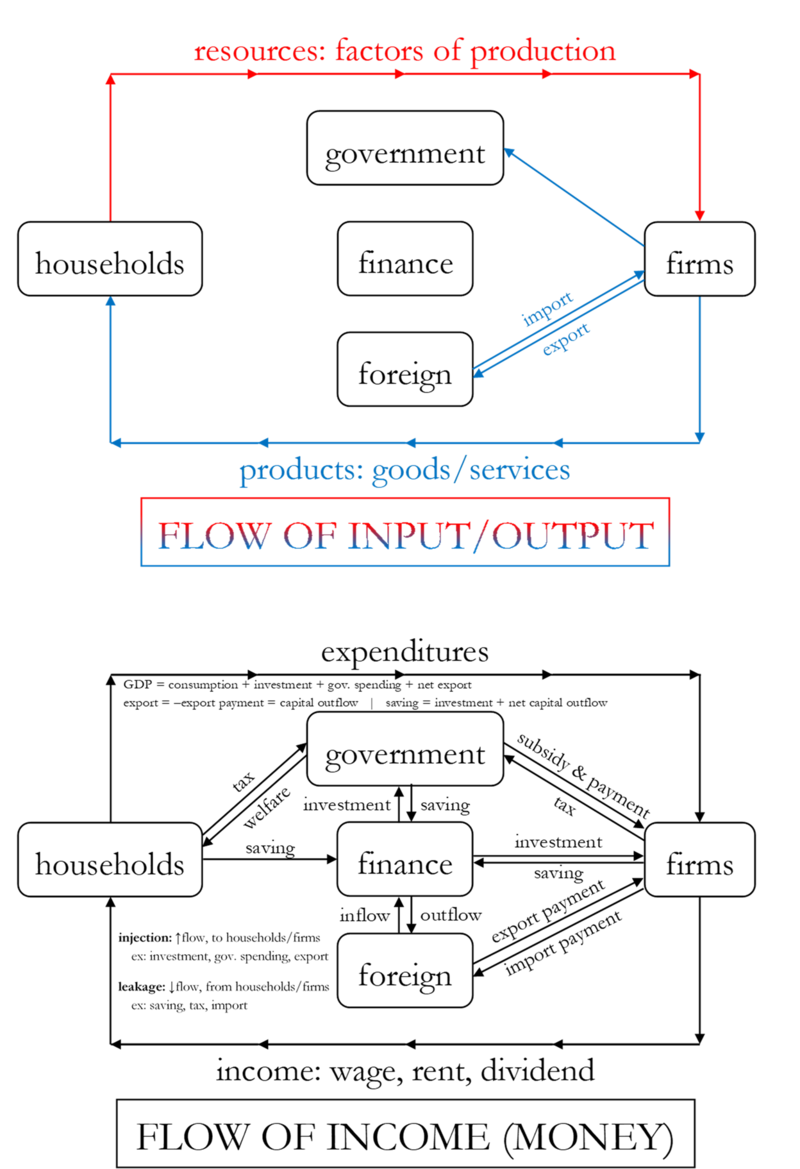 resources: factors of production
government
households
finance
firms
import
export
foreign
products: goods/services
FLOW OF INPUT/OUTPUT
expenditures
GDP = consumption + investment + gov. spending + net export
export = –export payment = capital outflow | saving = investment + net capital outflow
government
subsidy & payment
tax
tax
welfare
investment
saving
households
saving
finance
investment
saving
firms
inflow
outflow
export payment
import payment
injection: ↑flow, to households/firms
ex: investment, gov. spending, export
foreign
leakage: ↓flow, from households/firms
ex: saving, tax, import
income: wage, rent, dividend
FLOW OF INCOME (MONEY)